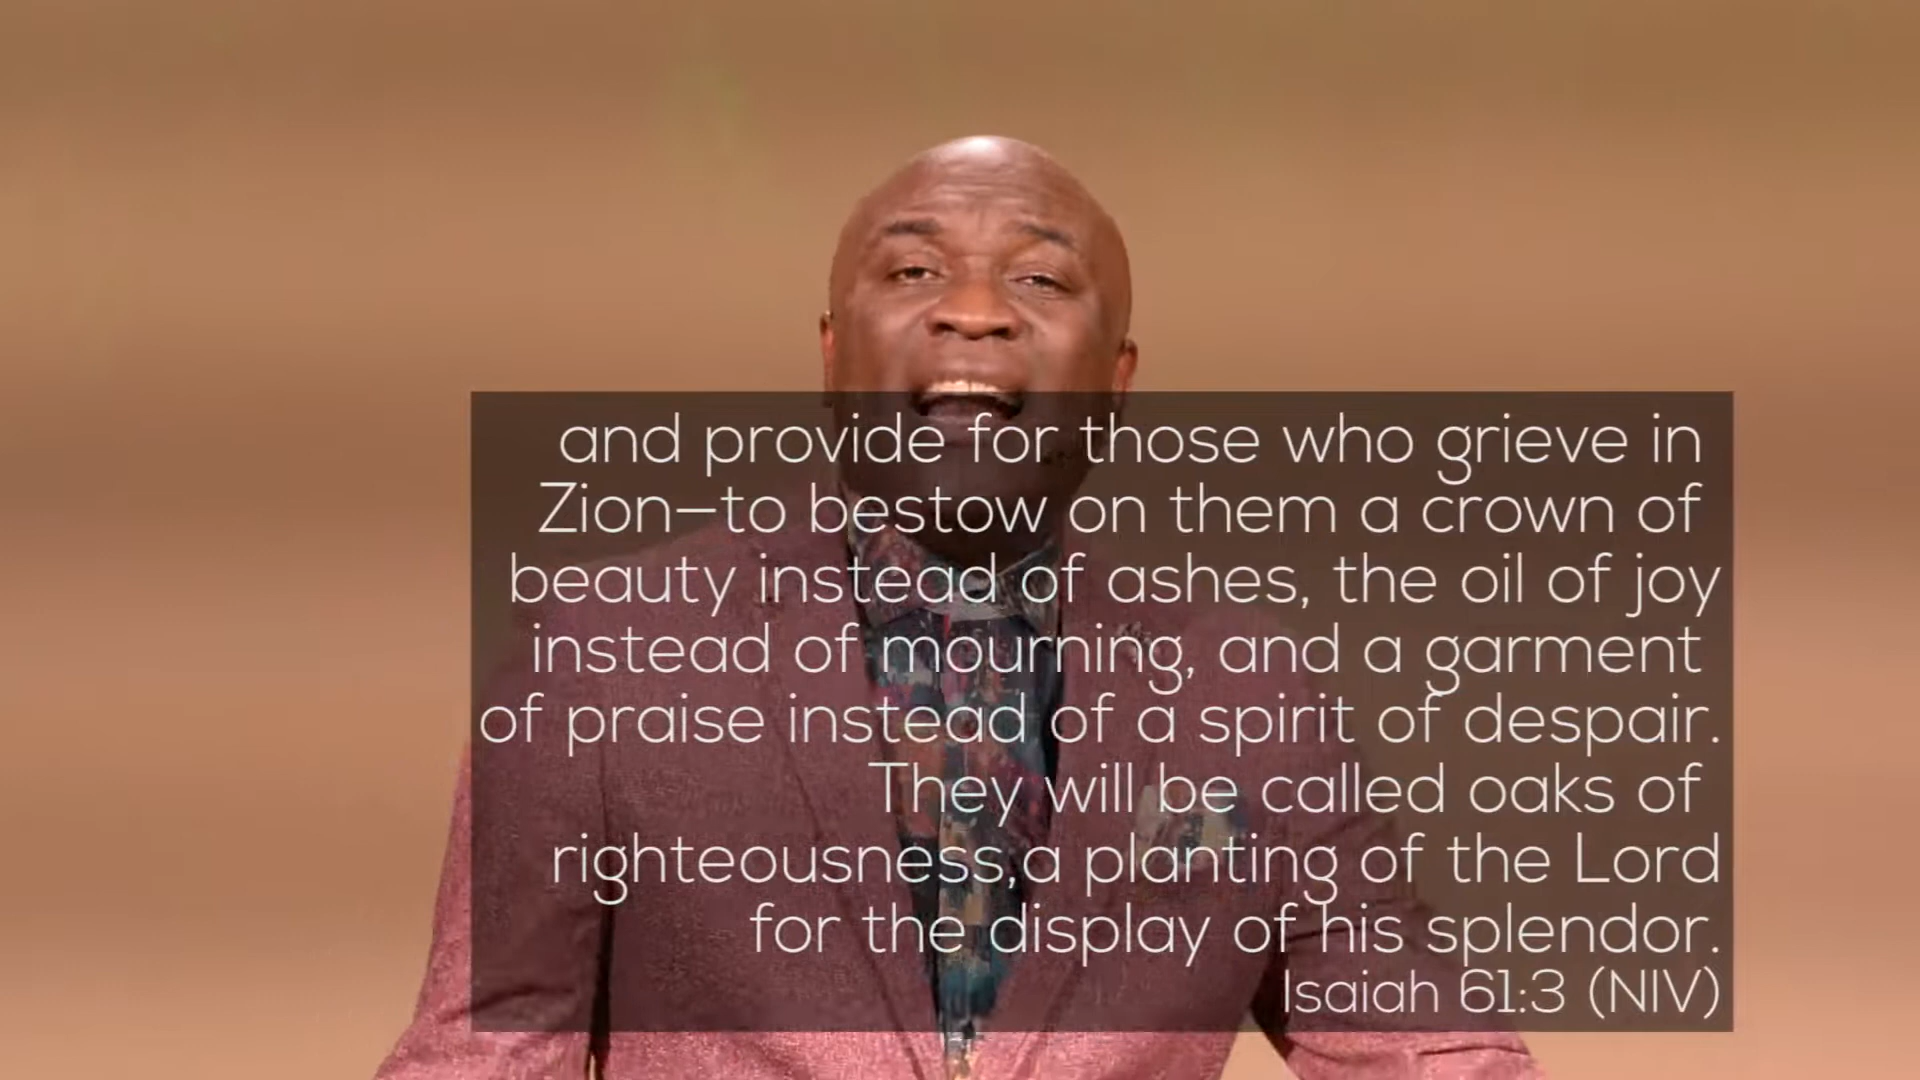 and provide for those who grieve in
Zion—to bestow on them a crown of
beauty instead of ashes, the oil of joy
instead of mourning, and a garment
of praise instead of a spirit of despair.
They will be called oaks of
righteousness,a planting of the Lord
for the display of his splendor.
Isaiah 61:3 (NIV)